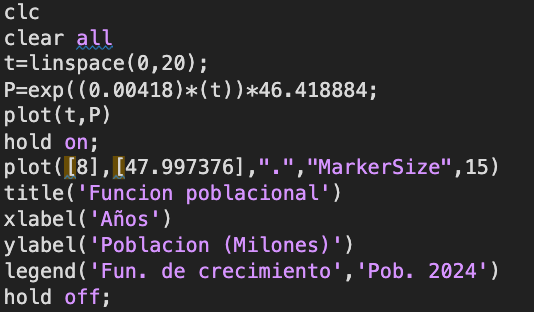 clc
clear all
t=linspace(0,20);
P=exp((0.00418)*(t))*46.418884;
plot(t,P)
hold on;
plot([8],[47.997376],".","MarkerSize",15)
title('Funcion poblacional')
xlabel('Años')
ylabel('Poblacion (Milones)')
legend('Fun. de crecimiento','Pob. 2024')
hold off;